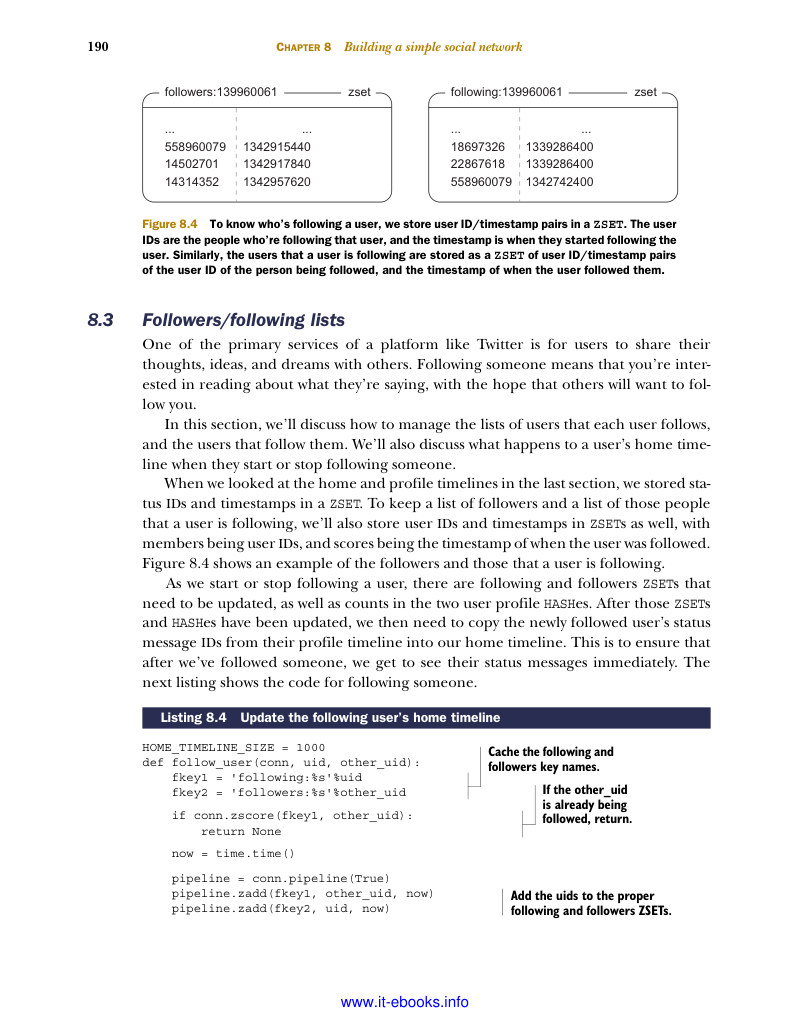 190
CHAPTER 8 Building a simple social network
followers:139960061 zset
... ...
558960079 1342915440
14502701 1342917840
14314352 1342957620
following:139960061 zset
... ...
18697326 1339286400
22867618 1339286400
558960079 1342742400
Figure 8.4 To know who's following a user, we store user ID/timestamp pairs in a ZSET. The user
IDs are the people who're following that user, and the timestamp is when they started following the
user. Similarly, the users that a user is following are stored as a ZSET of user ID/timestamp pairs
of the user ID of the person being followed, and the timestamp of when the user followed them.
8.3 Followers/following lists
One of the primary services of a platform like Twitter is for users to share their
thoughts, ideas, and dreams with others. Following someone means that you're inter-
ested in reading about what they're saying, with the hope that others will want to fol-
low you.
In this section, we'll discuss how to manage the lists of users that each user follows,
and the users that follow them. We'll also discuss what happens to a user's home time-
line when they start or stop following someone.
When we looked at the home and profile timelines in the last section, we stored sta-
tus IDs and timestamps in a ZSET. To keep a list of followers and a list of those people
that a user is following, we'll also store user IDs and timestamps in ZSETs as well, with
members being user IDs, and scores being the timestamp of when the user was followed.
Figure 8.4 shows an example of the followers and those that a user is following.
As we start or stop following a user, there are following and followers ZSETs that
need to be updated, as well as counts in the two user profile HASHes. After those ZSETs
and HASHes have been updated, we then need to copy the newly followed user's status
message IDs from their profile timeline into our home timeline. This is to ensure that
after we've followed someone, we get to see their status messages immediately. The
next listing shows the code for following someone.
Listing 8.4 Update the following user's home timeline
HOME_TIMELINE_SIZE = 1000
def follow_user(conn, uid, other_uid):
fkey1 = 'following:%s'%uid
fkey2 = 'followers:%s'%other_uid
Cache the following and
followers key names.
if conn.zscore(fkey1, other_uid):
return None
If the other_uid
is already being
followed, return.
now = time.time()
pipeline = conn.pipeline(True)
pipeline.zadd(fkey1, other_uid, now)
pipeline.zadd(fkey2, uid, now)
Add the uids to the proper
following and followers ZSETs.
www.it-ebooks.info